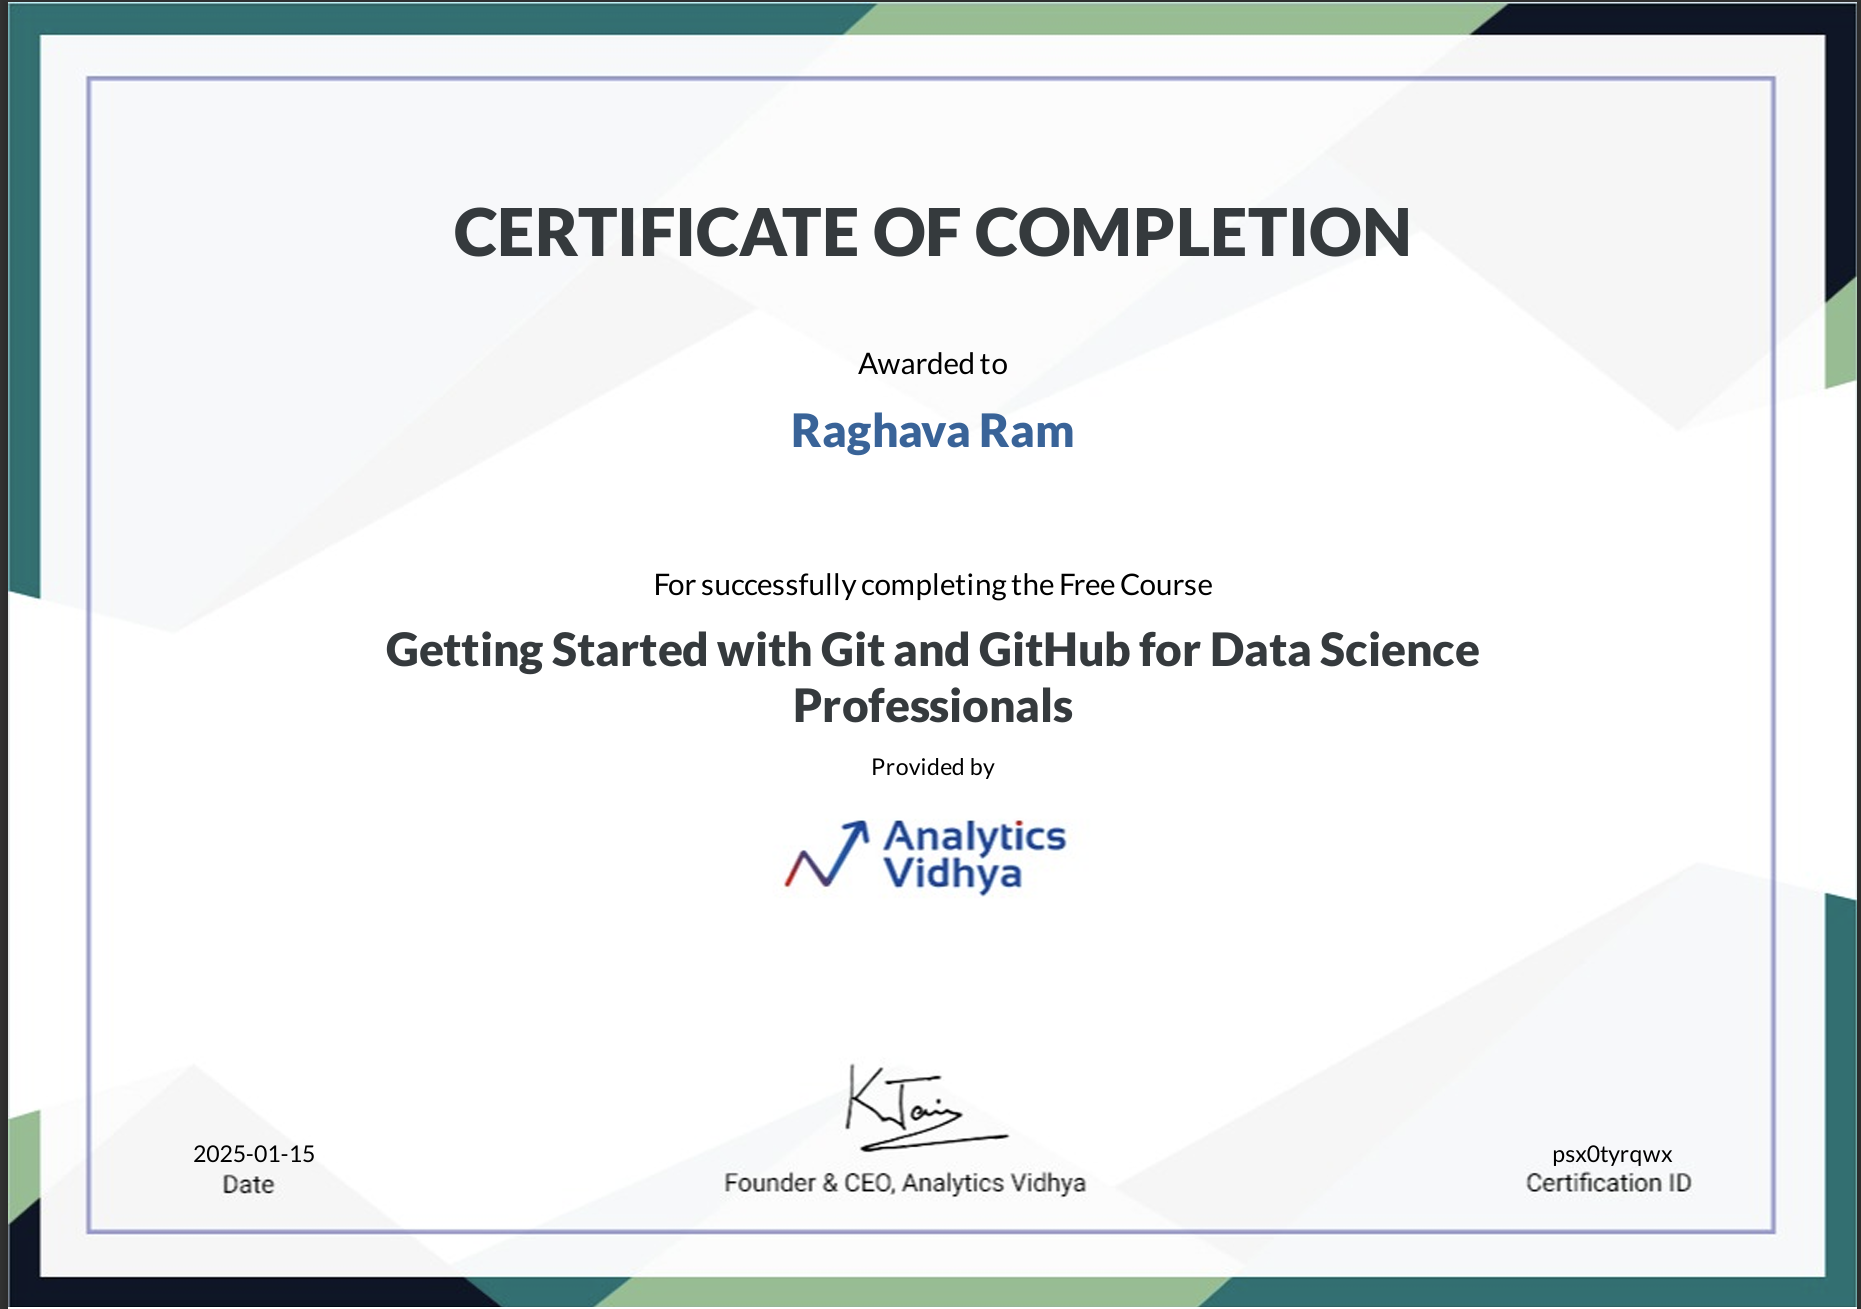 CERTIFICATE OF COMPLETION
Awarded to
Raghava Ram
For successfully completing the Free Course
Getting Started with Git and GitHub for Data Science
Professionals
Provided by
Analytics
Vidhya
K Jain
2025-01-15
Date
Founder & CEO, Analytics Vidhya
psx0tyrqwx
Certification ID